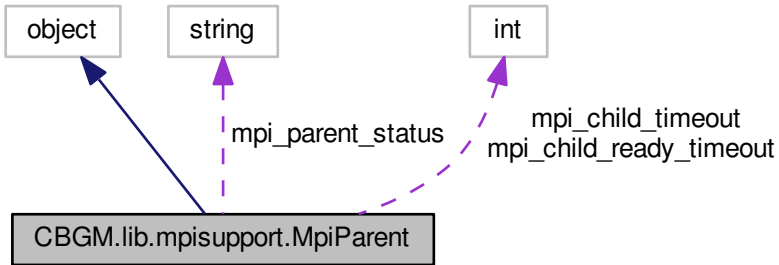 object
string
int
mpi_parent_status
mpi_child_timeout
mpi_child_ready_timeout
CBGM.lib.mpisupport.MpiParent